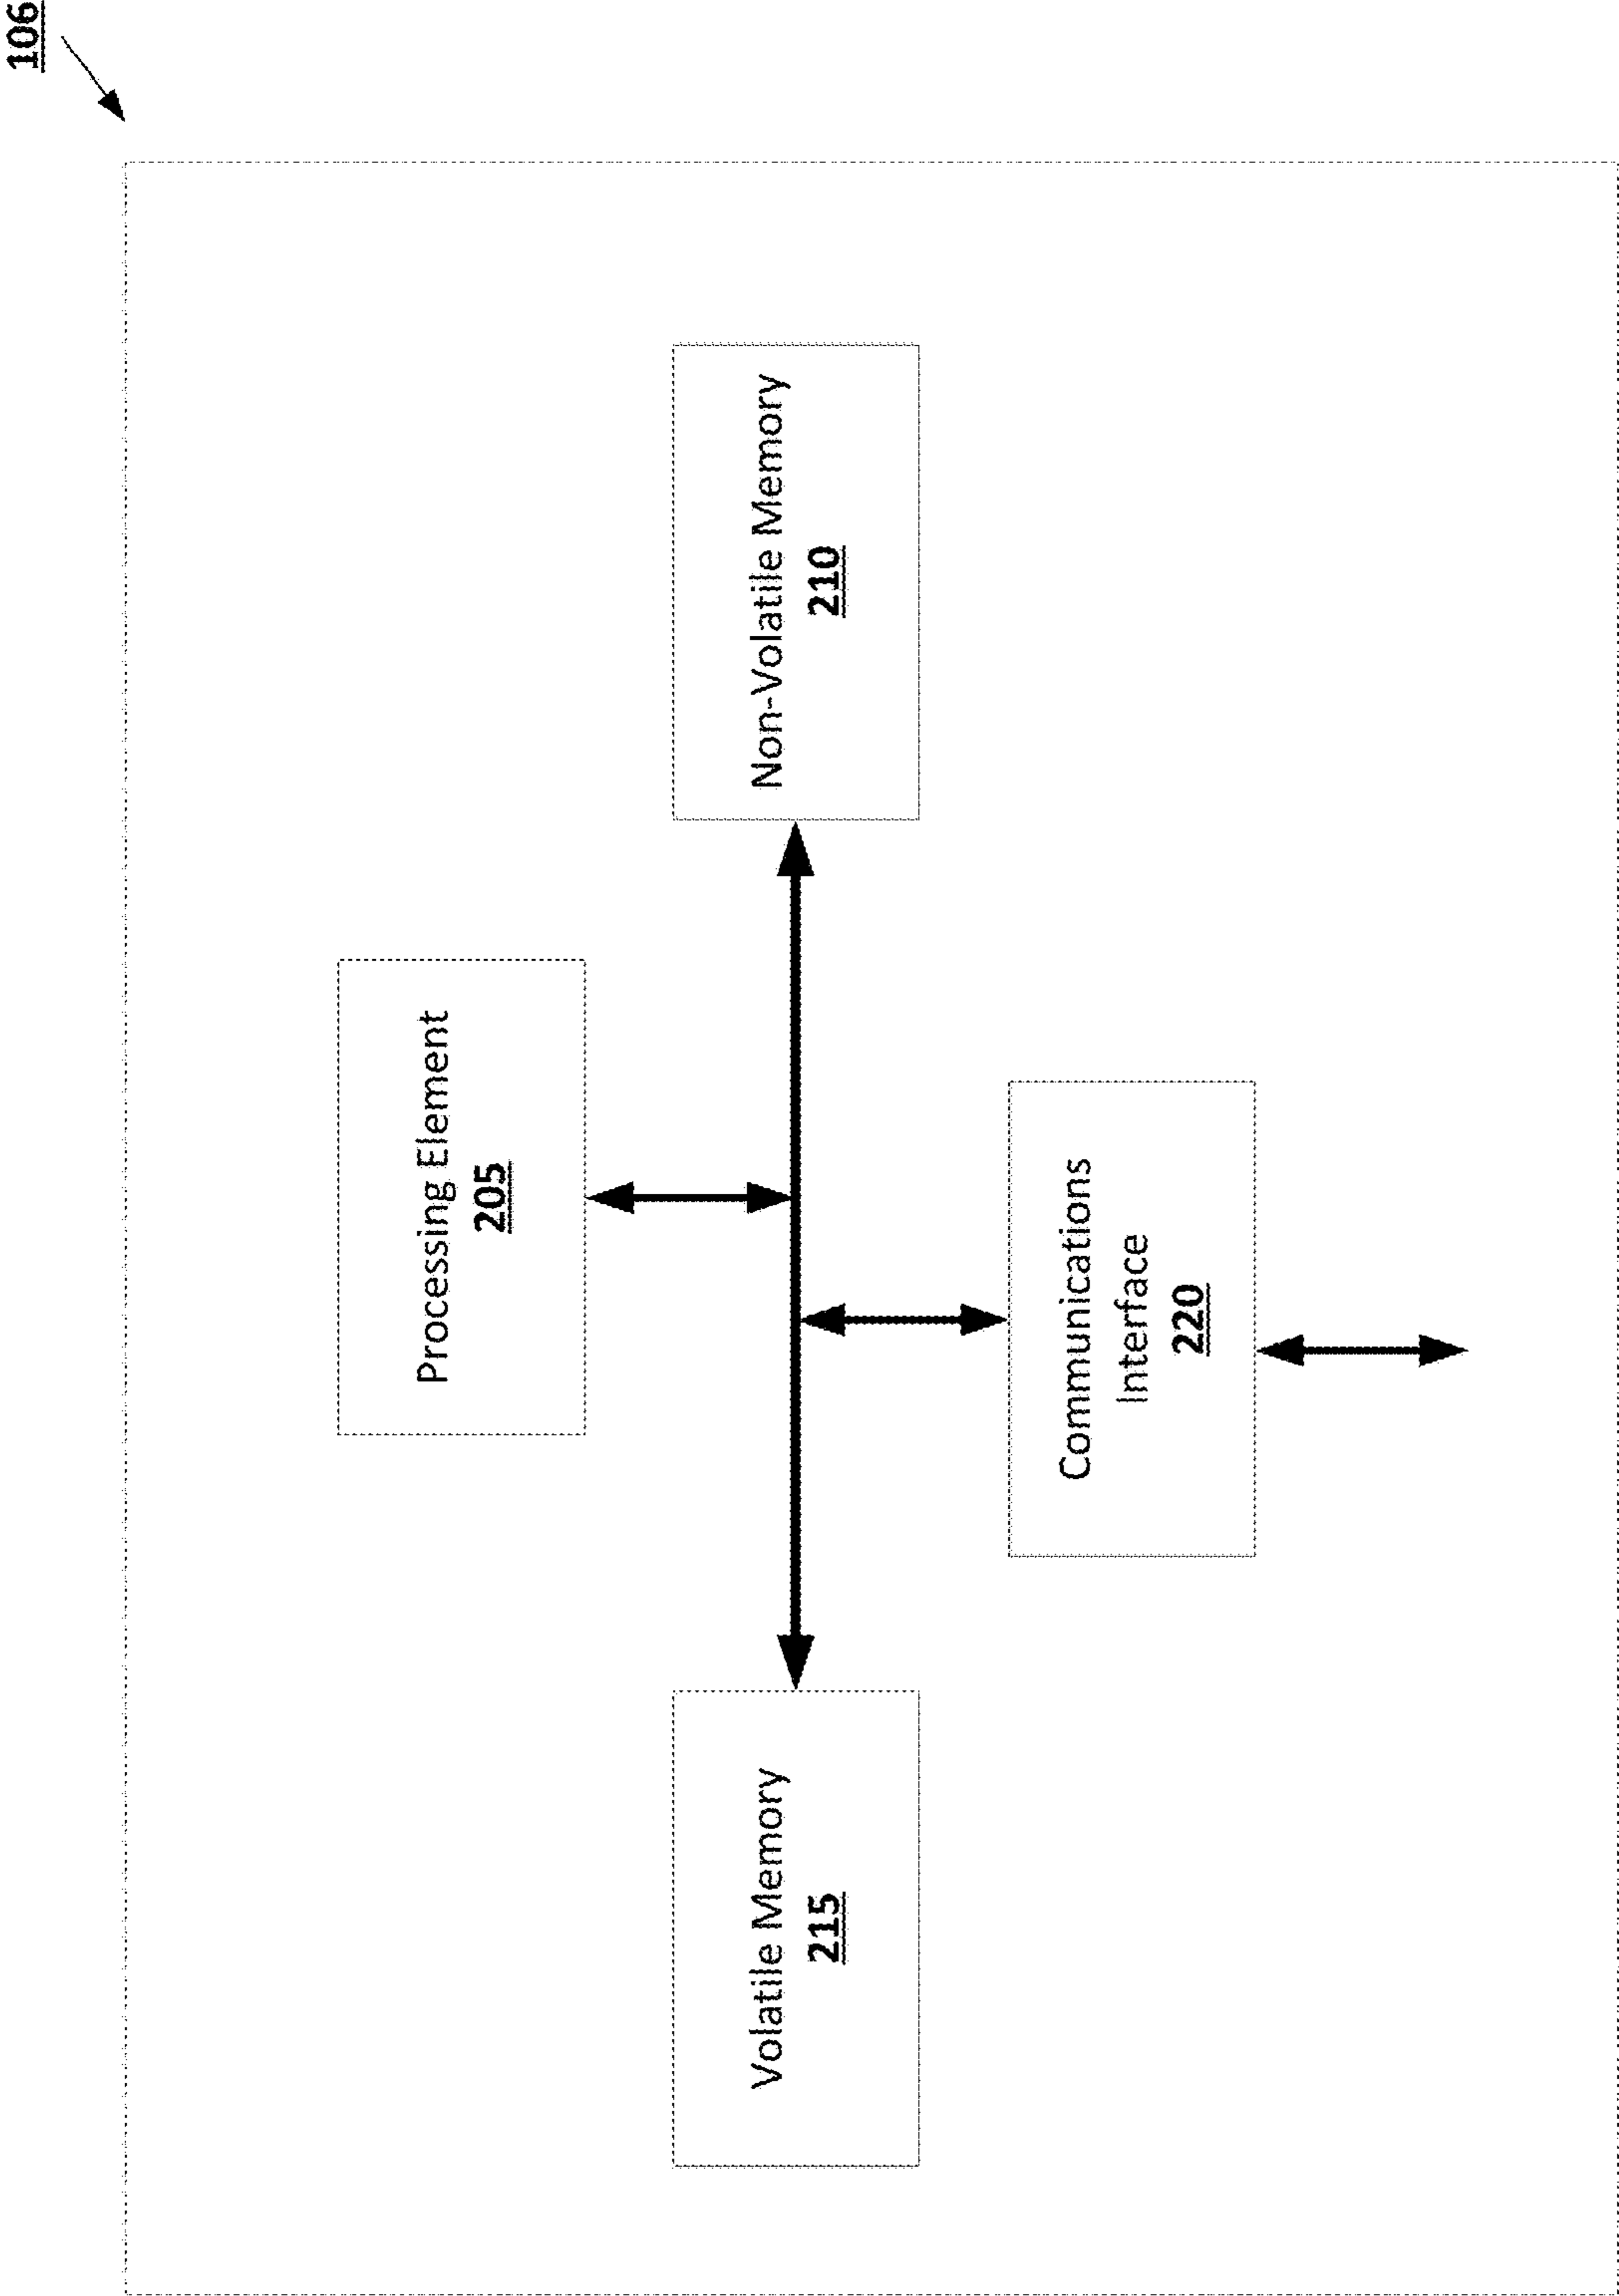 106
Processing Element
205
Volatile Memory
215
Non-Volatile Memory
210
Communications
Interface
220